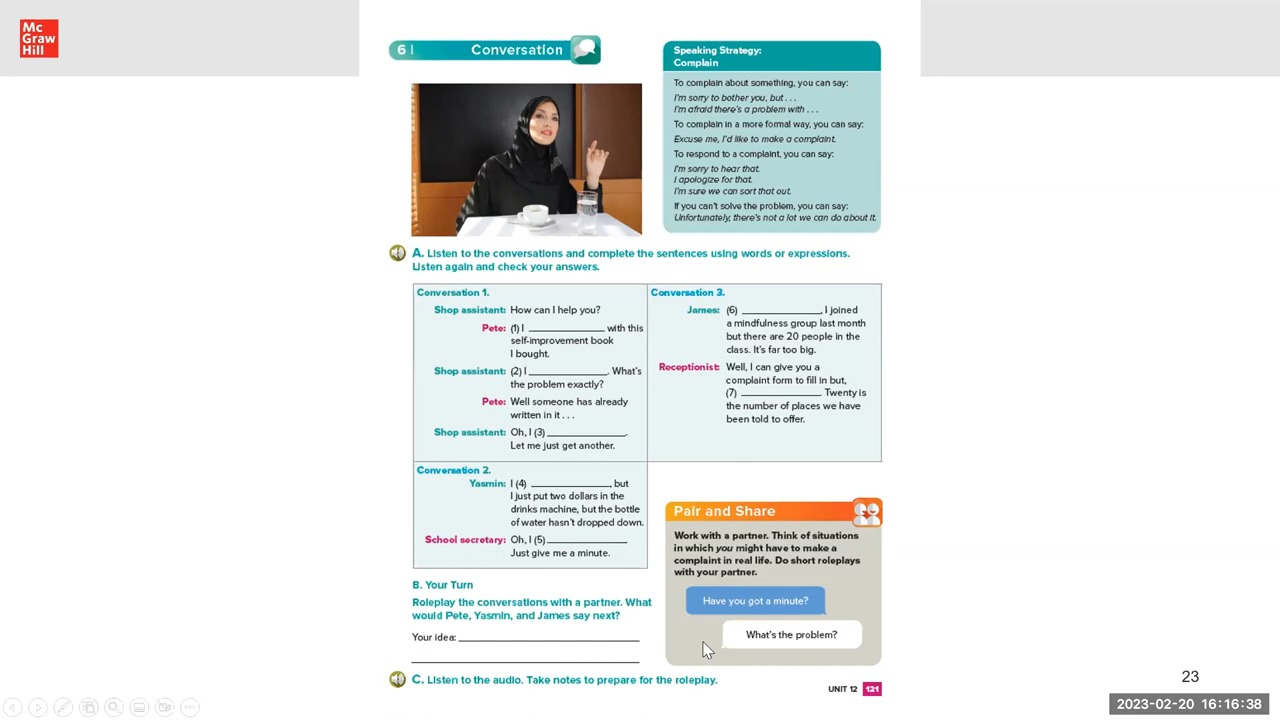 Mc
Graw
Hill
6 | Conversation
Speaking Strategy:
Complain
To complain about something, you can say:
I'm sorry to bother you, but . . .
I'm afraid there's a problem with . . .
To complain in a more formal way, you can say:
Excuse me, I'd like to make a complaint.
To respond to a complaint, you can say:
I'm sorry to hear that.
I apologize for that.
I'm sure we can sort that out.
If you can't solve the problem, you can say:
Unfortunately, there's not a lot we can do about it.
A. Listen to the conversations and complete the sentences using words or expressions.
Listen again and check your answers.
Conversation 1.
Shop assistant: How can I help you?
Pete: (1) I ______________ with this
self-improvement book
I bought.
Shop assistant: (2) I ______________. What's
the problem exactly?
Pete: Well someone has already
written in it . . .
Shop assistant: Oh, I (3) ______________.
Let me just get another.
Conversation 2.
Yasmin: I (4) ______________, but
I just put two dollars in the
drinks machine, but the bottle
of water hasn't dropped down.
School secretary: Oh, I (5) ______________.
Just give me a minute.
Conversation 3.
James: (6) ______________, I joined
a mindfulness group last month
but there are 20 people in the
class. It's far too big.
Receptionist: Well, I can give you a
complaint form to fill in but,
(7) ______________. Twenty is
the number of places we have
been told to offer.
B. Your Turn
Roleplay the conversations with a partner. What
would Pete, Yasmin, and James say next?
Your idea: ______________
Pair and Share
Work with a partner. Think of situations
in which you might have to make a
complaint in real life. Do short roleplays
with your partner.
Have you got a minute?
What's the problem?
C. Listen to the audio. Take notes to prepare for the roleplay.
UNIT 12 121
23
2023-02-20 16:16:38